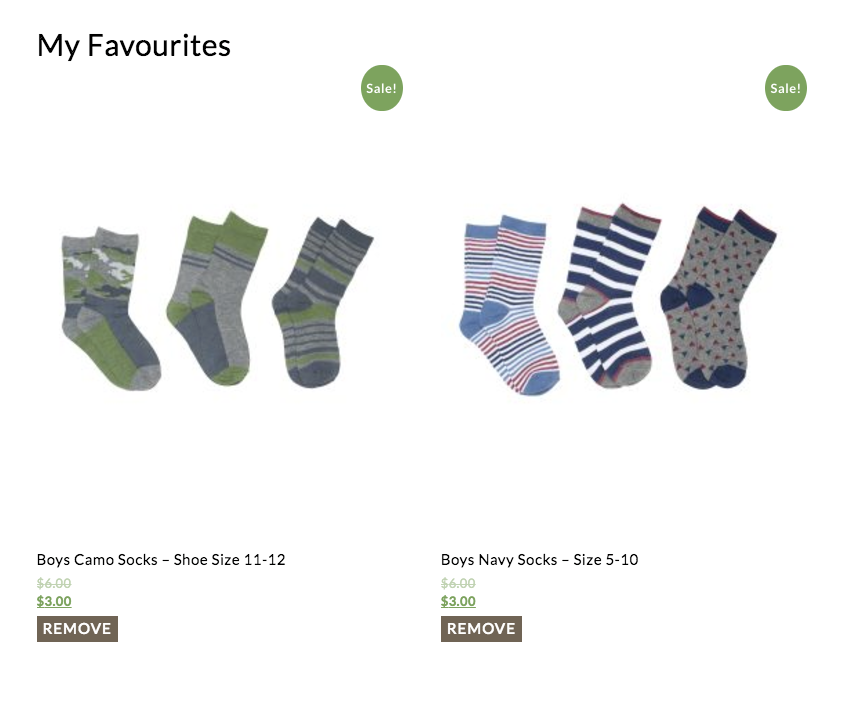 My Favourites
Sale!
Sale!
Boys Camo Socks – Shoe Size 11-12
$6.00
$3.00
REMOVE
Boys Navy Socks – Size 5-10
$6.00
$3.00
REMOVE